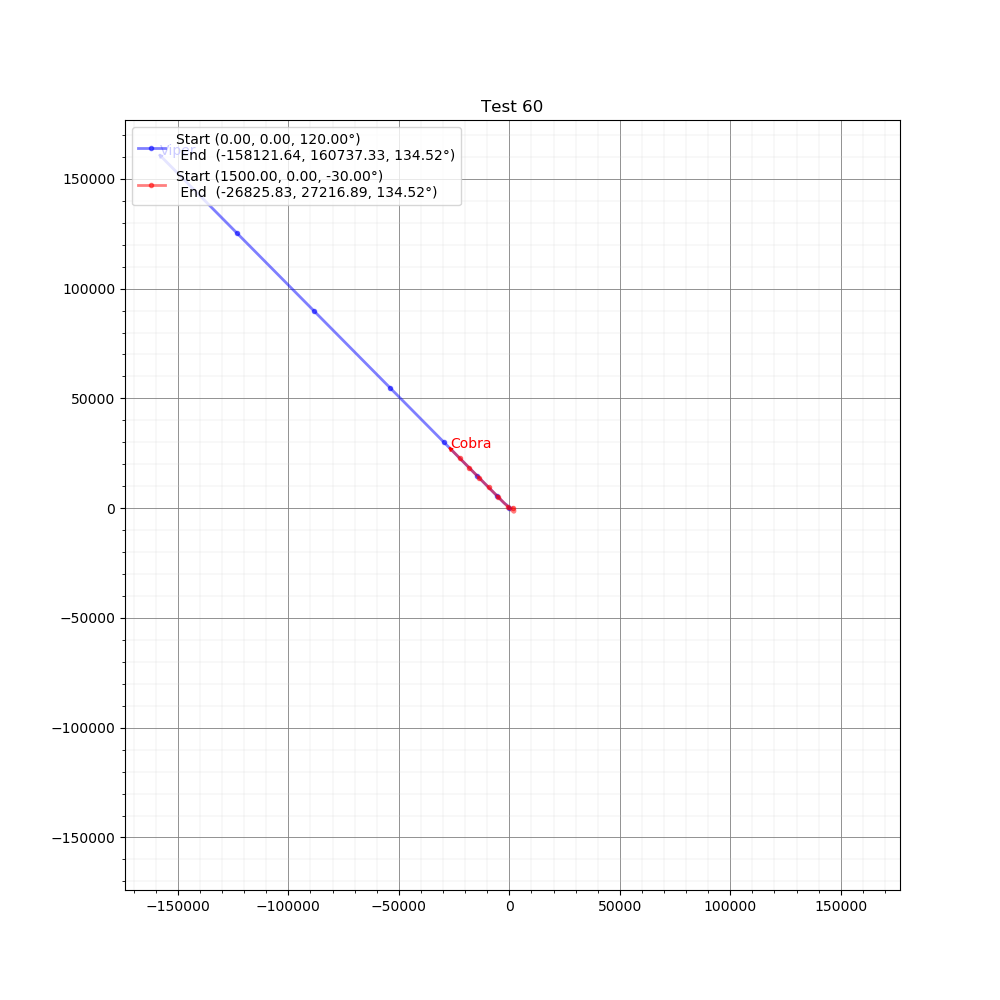 Test 60
Start (0.00, 0.00, 120.00°)
End  (-158121.64, 160737.33, 134.52°)
Start (1500.00, 0.00, -30.00°)
End  (-26825.83, 27216.89, 134.52°)
Viper
Cobra
150000
100000
50000
0
−50000
−100000
−150000
−150000 −100000 −50000 0 50000 100000 150000